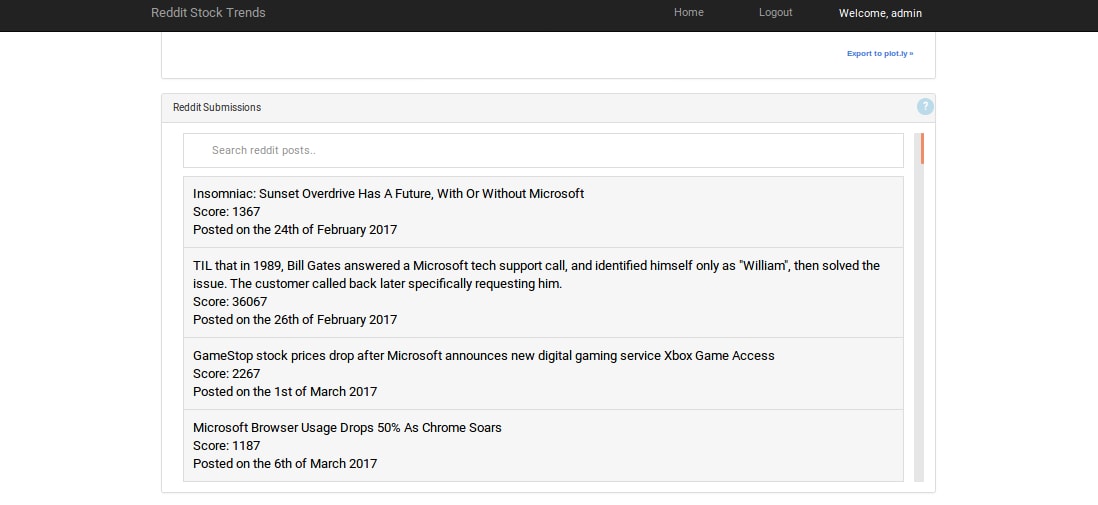 Reddit Stock Trends
Home
Logout
Welcome, admin
Export to plot.ly »
Reddit Submissions
?
Search reddit posts..
Insomniac: Sunset Overdrive Has A Future, With Or Without Microsoft
Score: 1367
Posted on the 24th of February 2017
TIL that in 1989, Bill Gates answered a Microsoft tech support call, and identified himself only as "William", then solved the
issue. The customer called back later specifically requesting him.
Score: 36067
Posted on the 26th of February 2017
GameStop stock prices drop after Microsoft announces new digital gaming service Xbox Game Access
Score: 2267
Posted on the 1st of March 2017
Microsoft Browser Usage Drops 50% As Chrome Soars
Score: 1187
Posted on the 6th of March 2017